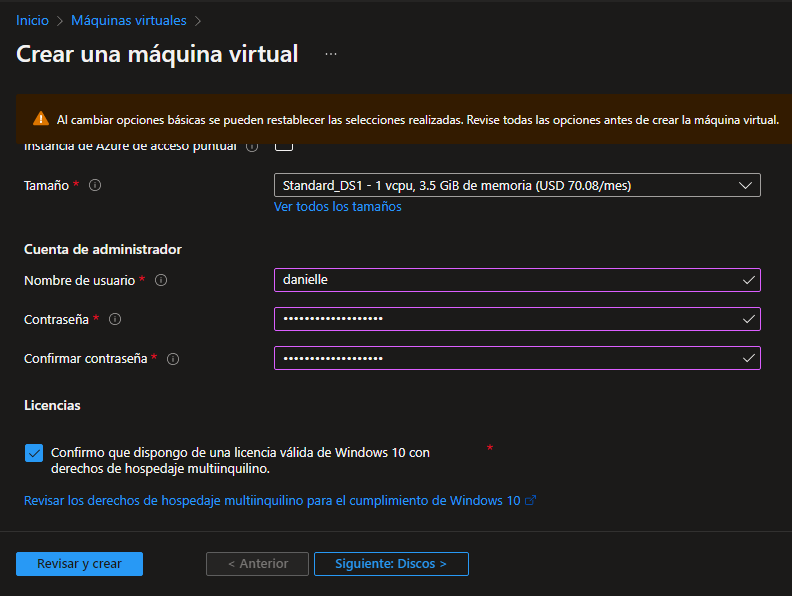 Inicio > Máquinas virtuales >
Crear una máquina virtual ...
Al cambiar opciones básicas se pueden restablecer las selecciones realizadas. Revise todas las opciones antes de crear la máquina virtual.
Instancia de Azure de acceso puntual
Tamaño * Standard_DS1 - 1 vcpu, 3.5 GiB de memoria (USD 70.08/mes)
Ver todos los tamaños
Cuenta de administrador
Nombre de usuario * danielle
Contraseña * •••••••••••••••••••
Confirmar contraseña * •••••••••••••••••••
Licencias
Confirmo que dispongo de una licencia válida de Windows 10 con *
derechos de hospedaje multiinquilino.
Revisar los derechos de hospedaje multiinquilino para el cumplimiento de Windows 10
Revisar y crear < Anterior Siguiente: Discos >